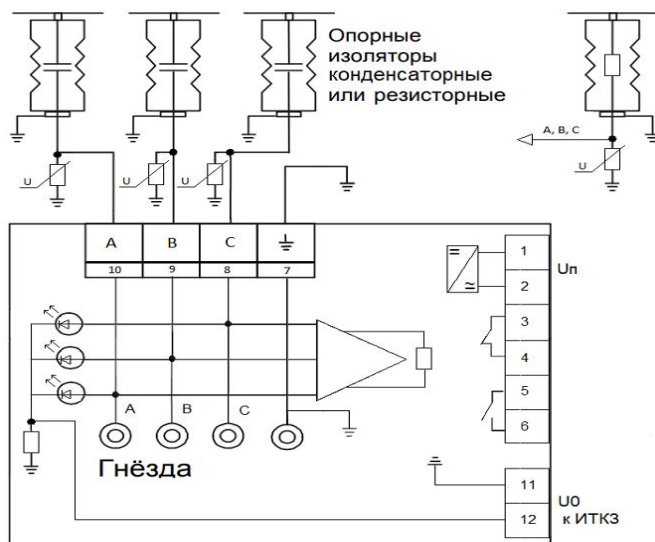 Опорные
изоляторы
конденсаторные
или резисторные
A, B, C
U
U
U
U
A
B
C
10
9
8
7
1
2
3
4
5
6
Uп
A
B
C
Гнёзда
11
12
U0
к ИТКЗ